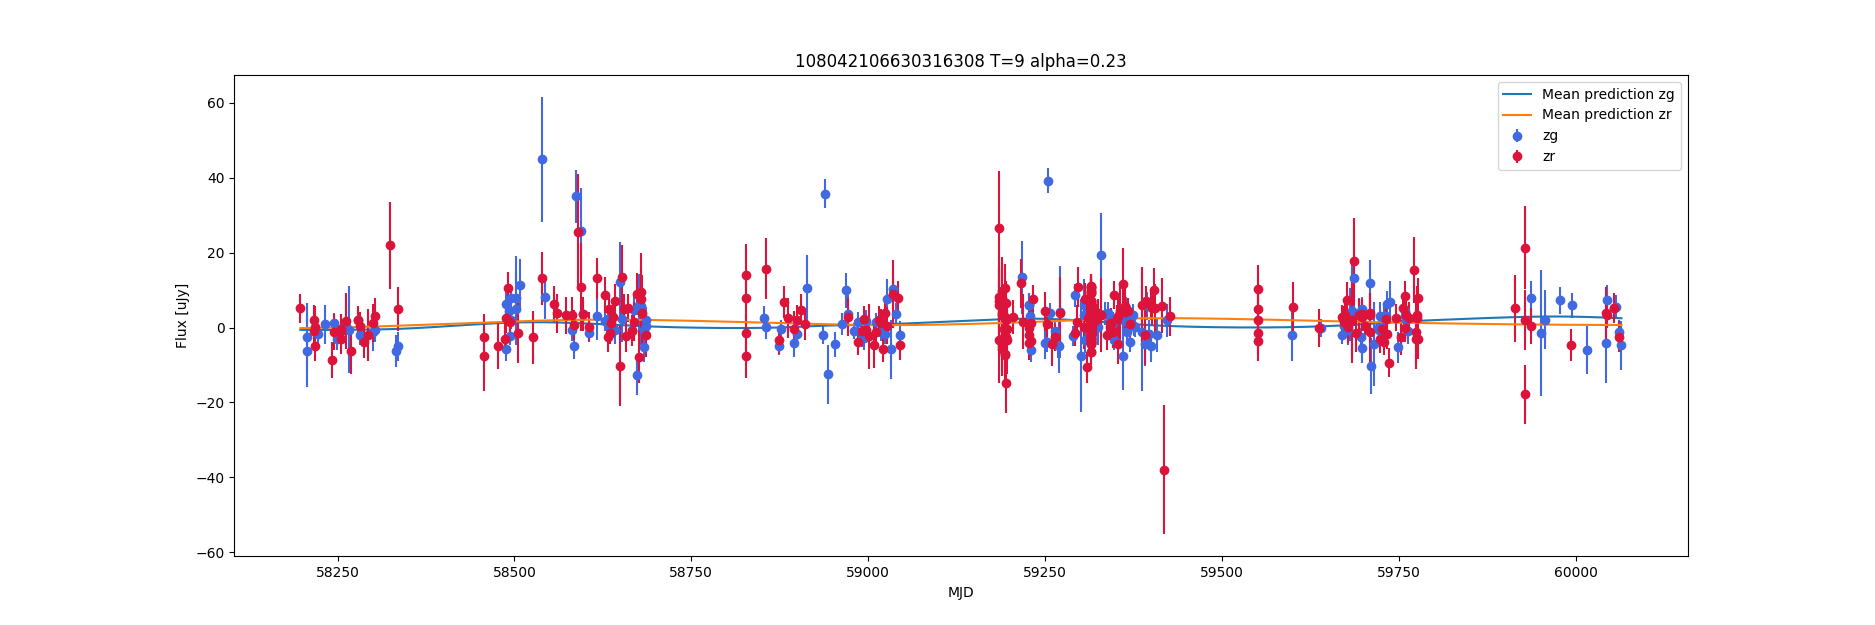 108042106630316308 T=9 alpha=0.23
Mean prediction zg
Mean prediction zr
zg
zr
Flux [uJy]
60
40
20
0
−20
−40
−60
58250 58500 58750 59000 59250 59500 59750 60000
MJD